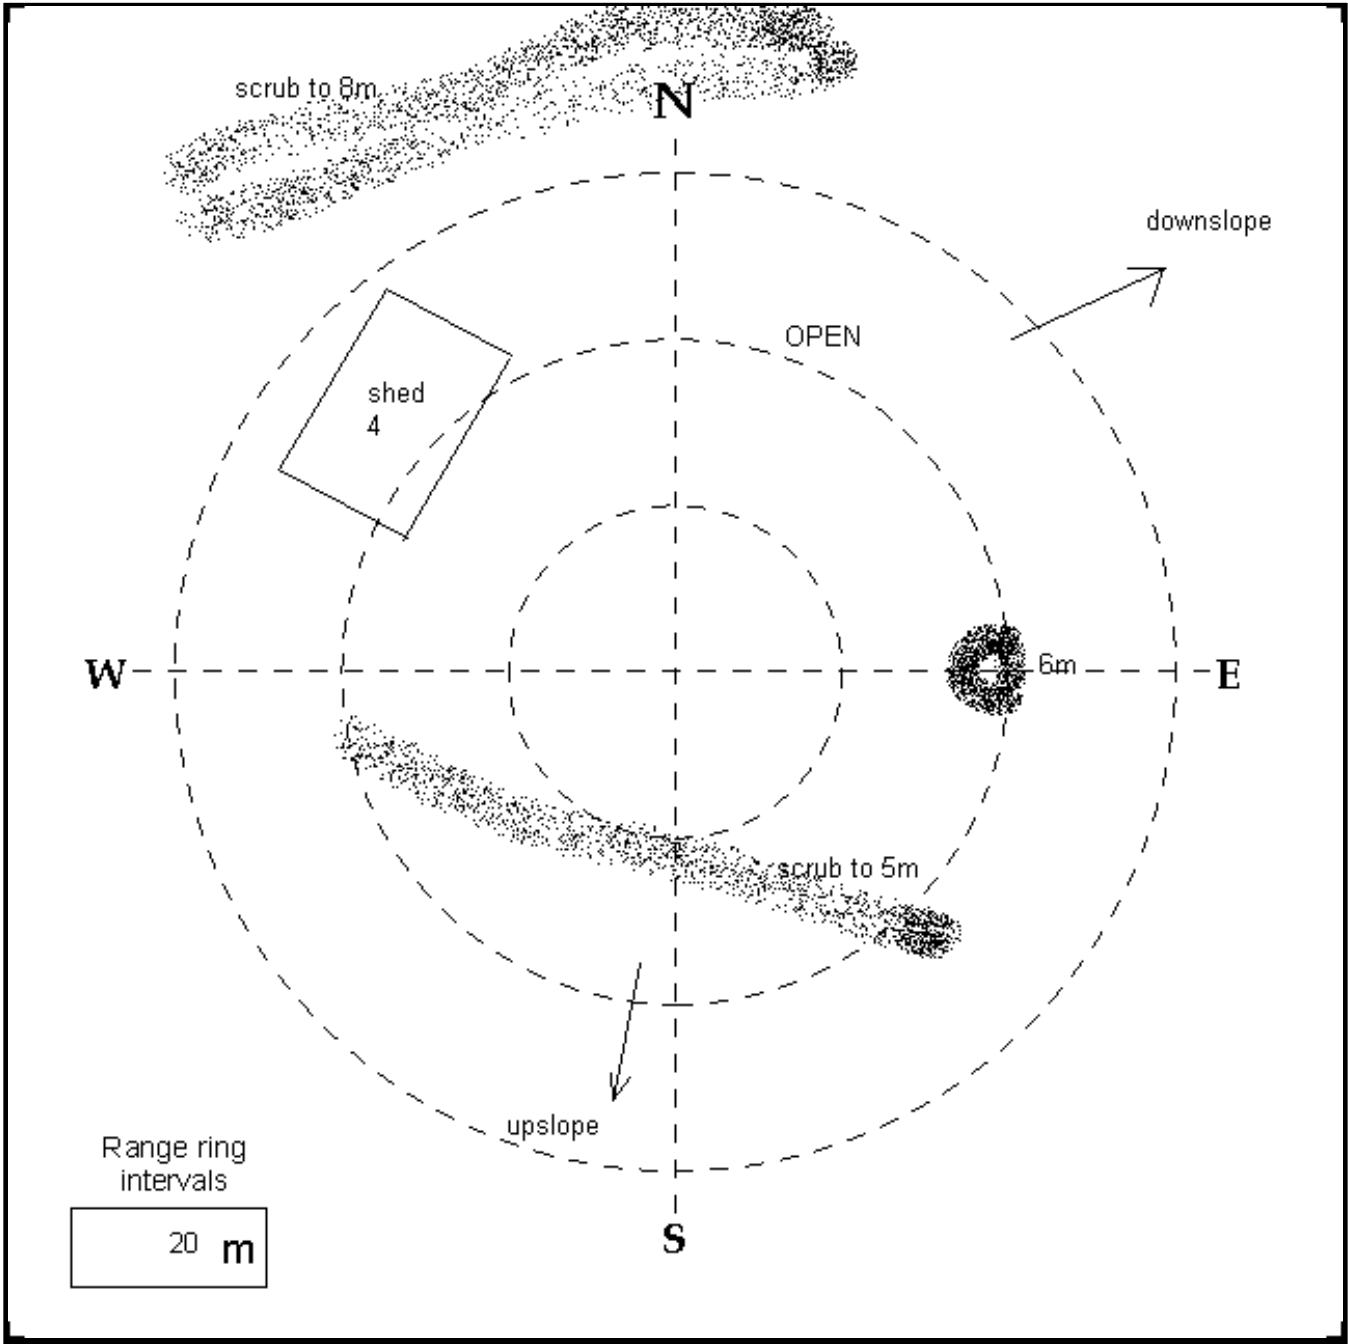 scrub to 8m
N
downslope
OPEN
shed
4
W
6m
E
scrub to 5m
upslope
Range ring
intervals
20 m
S